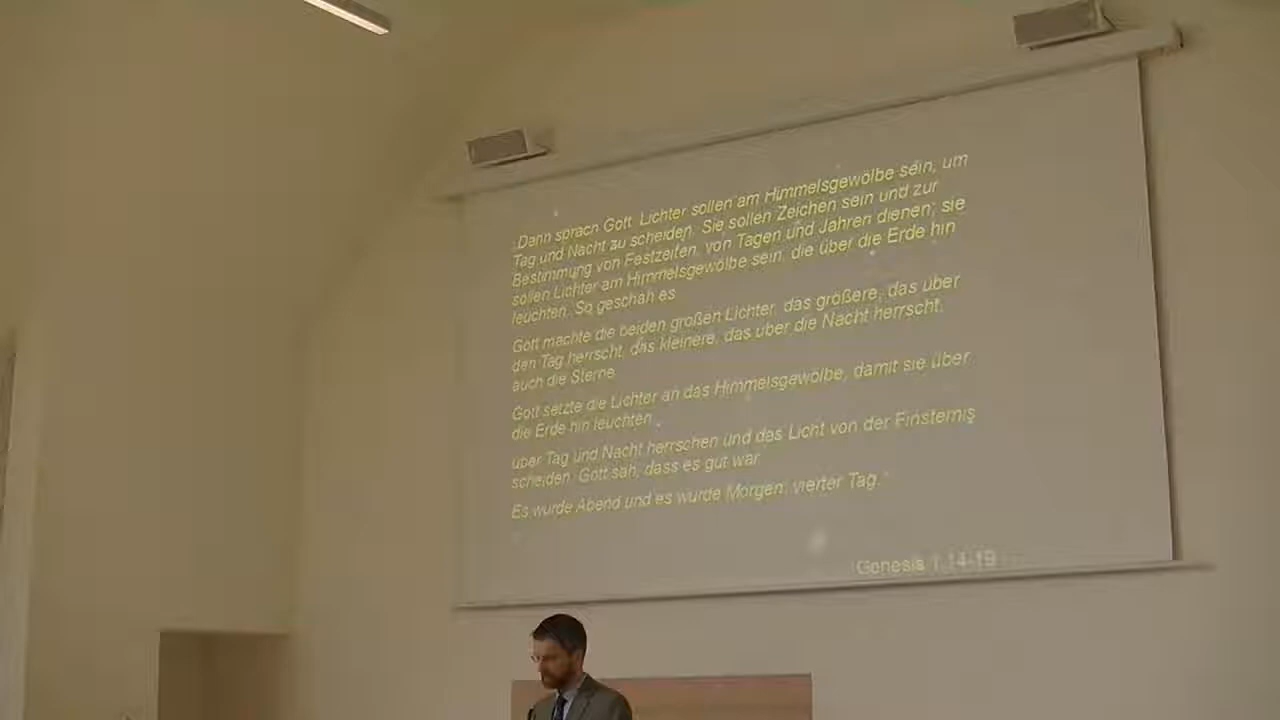 „Dann sprach Gott: Lichter sollen am Himmelsgewölbe sein, um
Tag und Nacht zu scheiden. Sie sollen Zeichen sein und zur
Bestimmung von Festzeiten, von Tagen und Jahren dienen; sie
sollen Lichter am Himmelsgewölbe sein, die über die Erde hin
leuchten. So geschah es.
Gott machte die beiden großen Lichter, das größere, das über
den Tag herrscht, das kleinere, das über die Nacht herrscht,
auch die Sterne.
Gott setzte die Lichter an das Himmelsgewölbe, damit sie über
die Erde hin leuchten,
über Tag und Nacht herrschen und das Licht von der Finsternis
scheiden. Gott sah, dass es gut war.
Es wurde Abend und es wurde Morgen: vierter Tag.“
Genesis 1,14-19